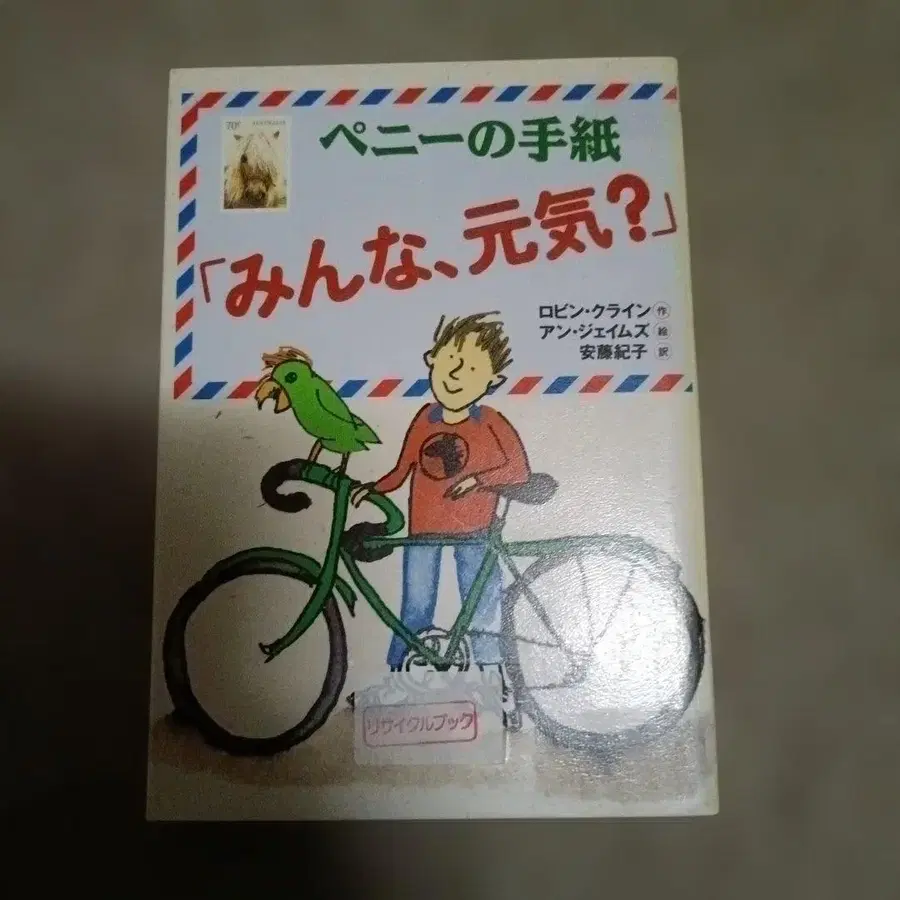 ペニーの手紙
「みんな、元気?」
ロビン・クライン 作
アン・ジェイムズ 絵
安藤紀子 訳
リサイクルブック